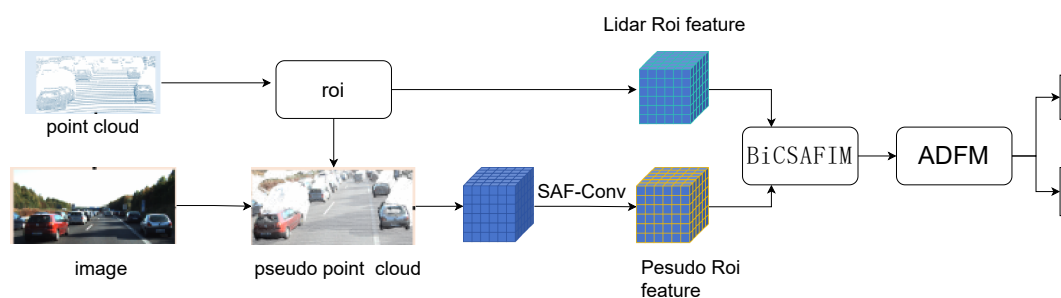 Lidar Roi feature
roi
point cloud
BiCSAFIM
ADFM
SAF-Conv
image
pseudo point cloud
Pesudo Roi
feature